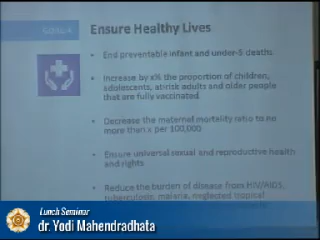 GOAL 4
Ensure Healthy Lives
• End preventable infant and under-5 deaths
• Increase by x% the proportion of children,
adolescents, at-risk adults and older people
that are fully vaccinated
• Decrease the maternal mortality ratio to no
more than x per 100,000
• Ensure universal sexual and reproductive health
and rights
• Reduce the burden of disease from HIV/AIDS,
tuberculosis, malaria, neglected tropical
Lunch Seminar
dr. Yodi Mahendradhata